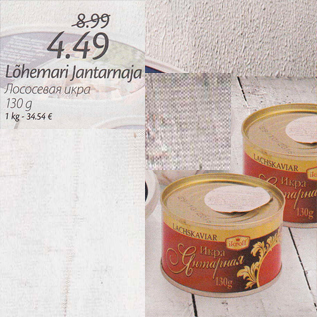 8.99
4.49
Lõhemari Jantarnaja
Лососевая икра
130 g
1 kg - 34.54 €
LACHSKAVIAR
Икра
Янтарная
130g
LACHSKAVIAR
Икра
130g